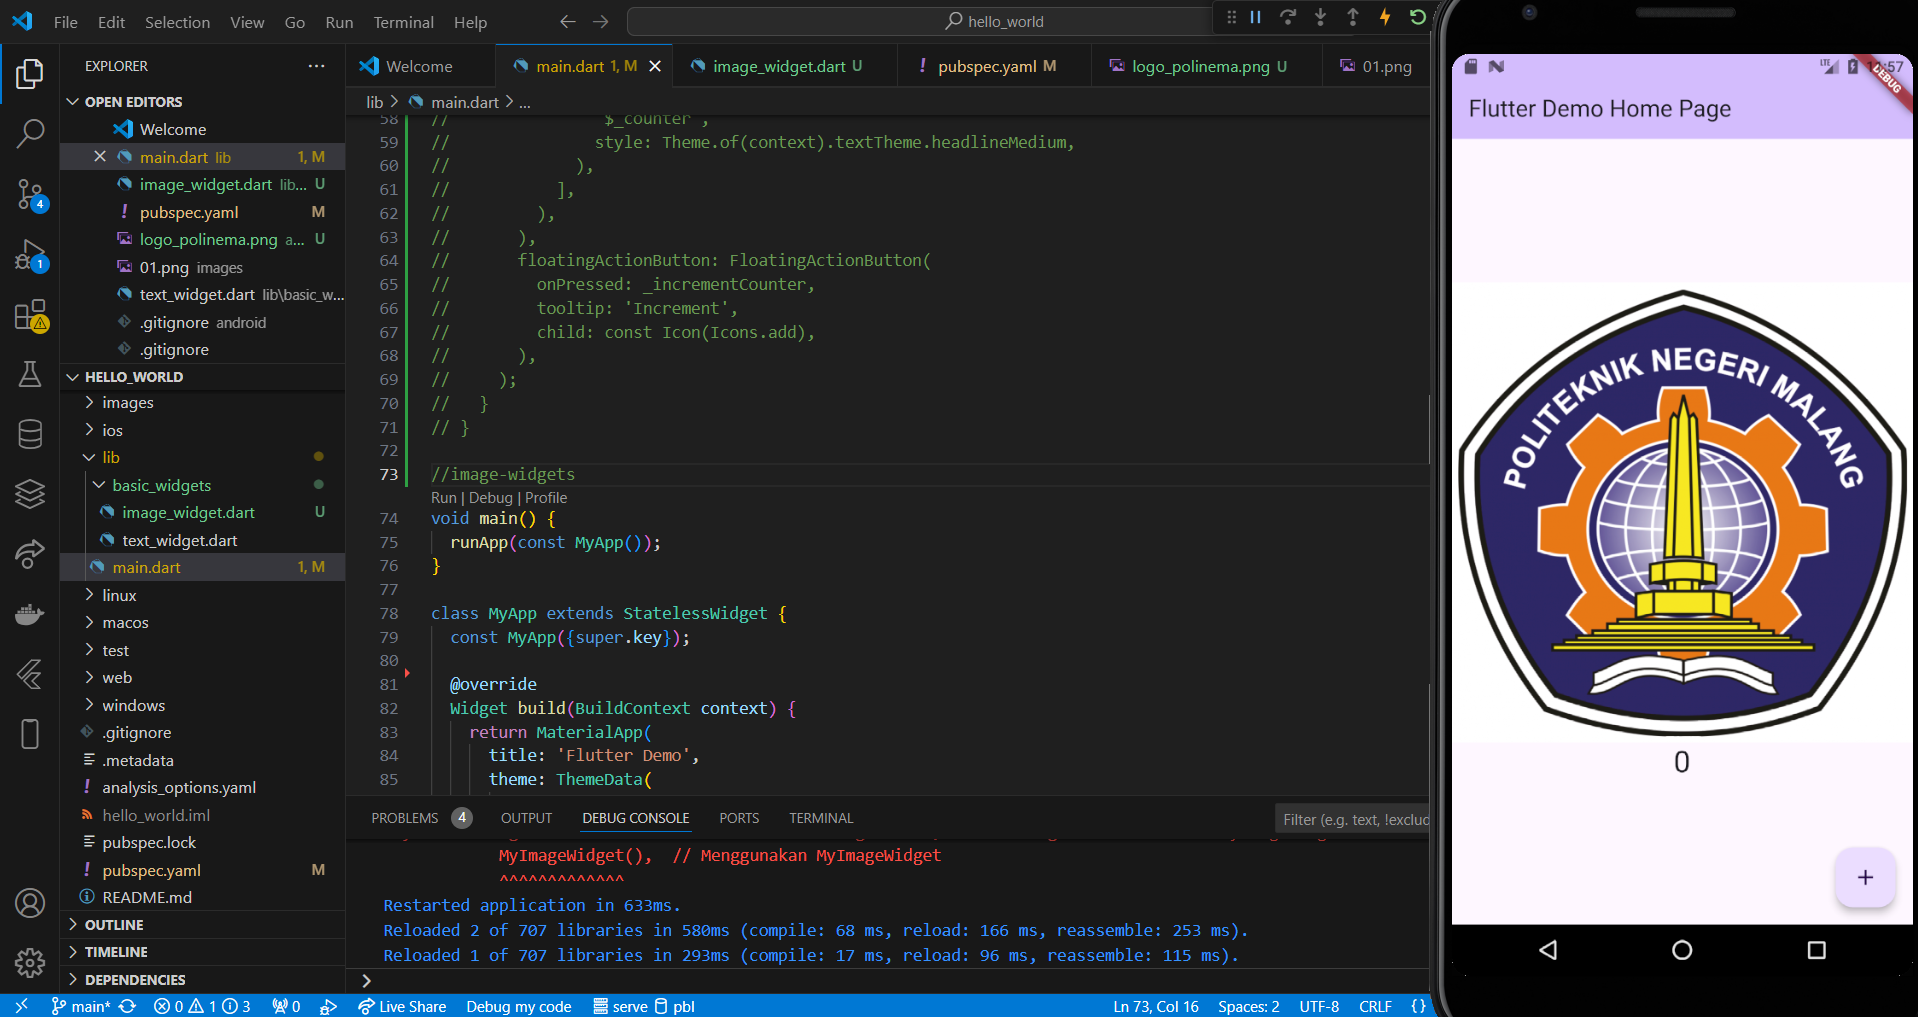 File Edit Selection View Go Run Terminal Help
hello_world
EXPLORER
OPEN EDITORS
Welcome
main.dart lib 1, M
image_widget.dart lib... U
pubspec.yaml M
logo_polinema.png a... U
01.png images
text_widget.dart lib\basic_w...
.gitignore android
.gitignore
HELLO_WORLD
images
ios
lib
basic_widgets
image_widget.dart U
text_widget.dart
main.dart 1, M
linux
macos
test
web
windows
.gitignore
.metadata
analysis_options.yaml
hello_world.iml
pubspec.lock
pubspec.yaml M
README.md
OUTLINE
TIMELINE
DEPENDENCIES
4
1
Welcome
main.dart 1, M
image_widget.dart U
pubspec.yaml M
logo_polinema.png U
01.png
lib > main.dart > ...
58 // $_counter ,
59 // style: Theme.of(context).textTheme.headlineMedium,
60 // ),
61 // ],
62 // ),
63 // ),
64 // floatingActionButton: FloatingActionButton(
65 // onPressed: _incrementCounter,
66 // tooltip: 'Increment',
67 // child: const Icon(Icons.add),
68 // ),
69 // );
70 // }
71 // }
72
73 //image-widgets
Run | Debug | Profile
74 void main() {
75 runApp(const MyApp());
76 }
77
78 class MyApp extends StatelessWidget {
79 const MyApp({super.key});
80
81 @override
82 Widget build(BuildContext context) {
83 return MaterialApp(
84 title: 'Flutter Demo',
85 theme: ThemeData(
PROBLEMS 4 OUTPUT DEBUG CONSOLE PORTS TERMINAL
Filter (e.g. text, !exclud
MyImageWidget(), // Menggunakan MyImageWidget
^^^^^^^^^^^^^
Restarted application in 633ms.
Reloaded 2 of 707 libraries in 580ms (compile: 68 ms, reload: 166 ms, reassemble: 253 ms).
Reloaded 1 of 707 libraries in 293ms (compile: 17 ms, reload: 96 ms, reassemble: 115 ms).
>
main* 0 1 3 0 Live Share Debug my code serve pbl
Ln 73, Col 16 Spaces: 2 UTF-8 CRLF {}
LTE
DEBUG
Flutter Demo Home Page
POLITEKNIK NEGERI MALANG
0
+